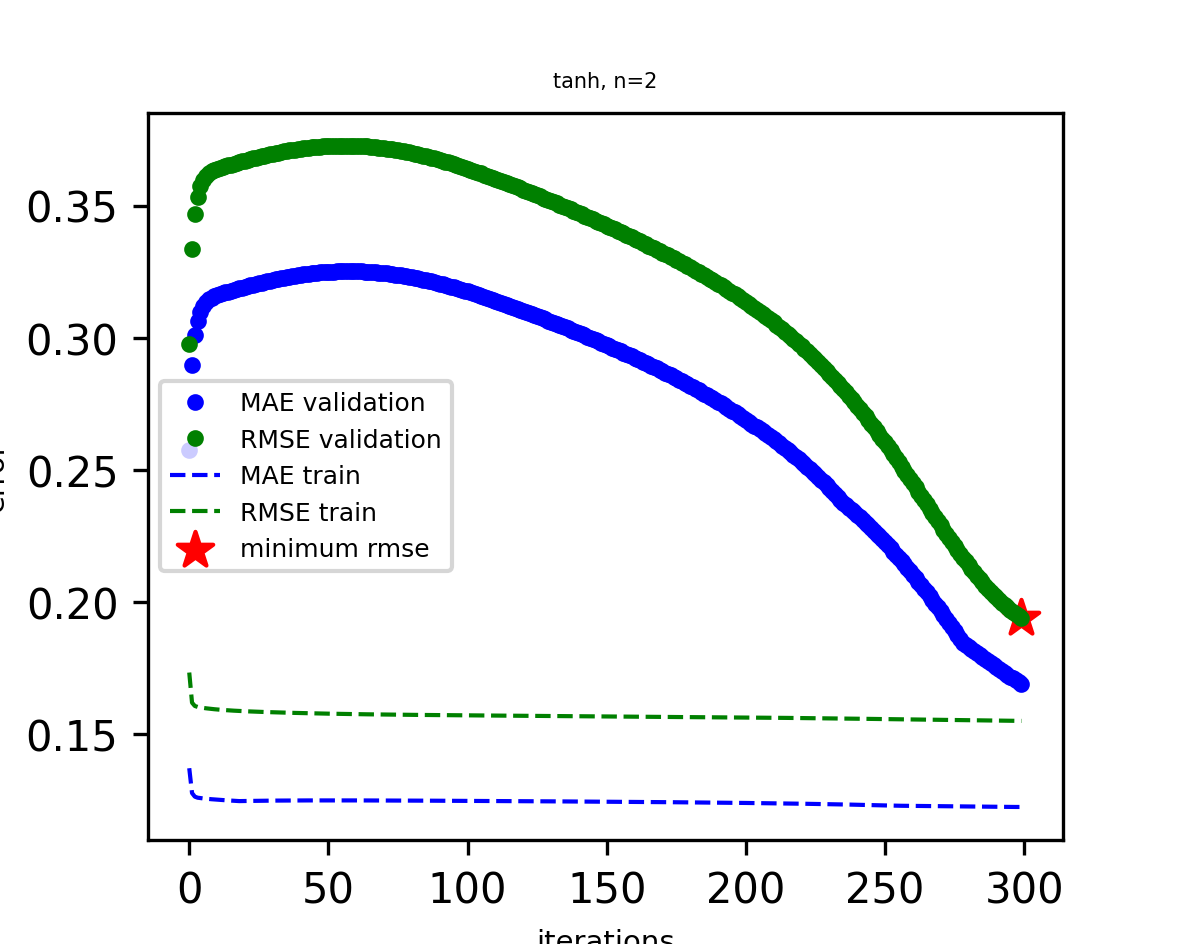 tanh, n=2
0.35
0.30
0.25
0.20
0.15
MAE validation
RMSE validation
MAE train
RMSE train
minimum rmse
0 50 100 150 200 250 300
iterations